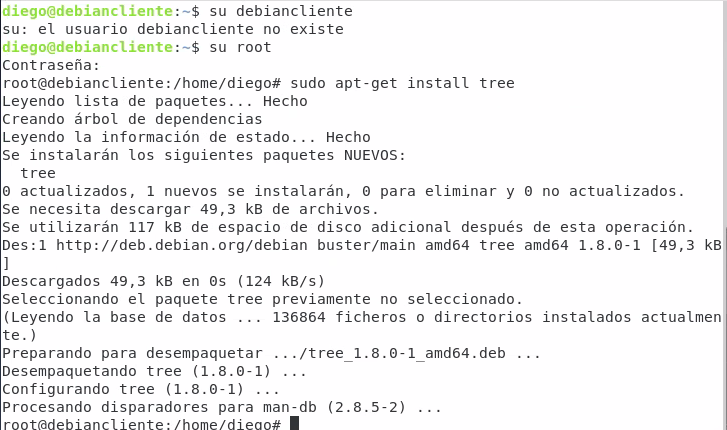 diego@debiancliente:~$ su debiancliente
su: el usuario debiancliente no existe
diego@debiancliente:~$ su root
Contraseña:
root@debiancliente:/home/diego# sudo apt-get install tree
Leyendo lista de paquetes... Hecho
Creando árbol de dependencias
Leyendo la información de estado... Hecho
Se instalarán los siguientes paquetes NUEVOS:
  tree
0 actualizados, 1 nuevos se instalarán, 0 para eliminar y 0 no actualizados.
Se necesita descargar 49,3 kB de archivos.
Se utilizarán 117 kB de espacio de disco adicional después de esta operación.
Des:1 http://deb.debian.org/debian buster/main amd64 tree amd64 1.8.0-1 [49,3 kB
]
Descargados 49,3 kB en 0s (124 kB/s)
Seleccionando el paquete tree previamente no seleccionado.
(Leyendo la base de datos ... 136864 ficheros o directorios instalados actualmen
te.)
Preparando para desempaquetar .../tree_1.8.0-1_amd64.deb ...
Desempaquetando tree (1.8.0-1) ...
Configurando tree (1.8.0-1) ...
Procesando disparadores para man-db (2.8.5-2) ...
root@debiancliente:/home/diego#